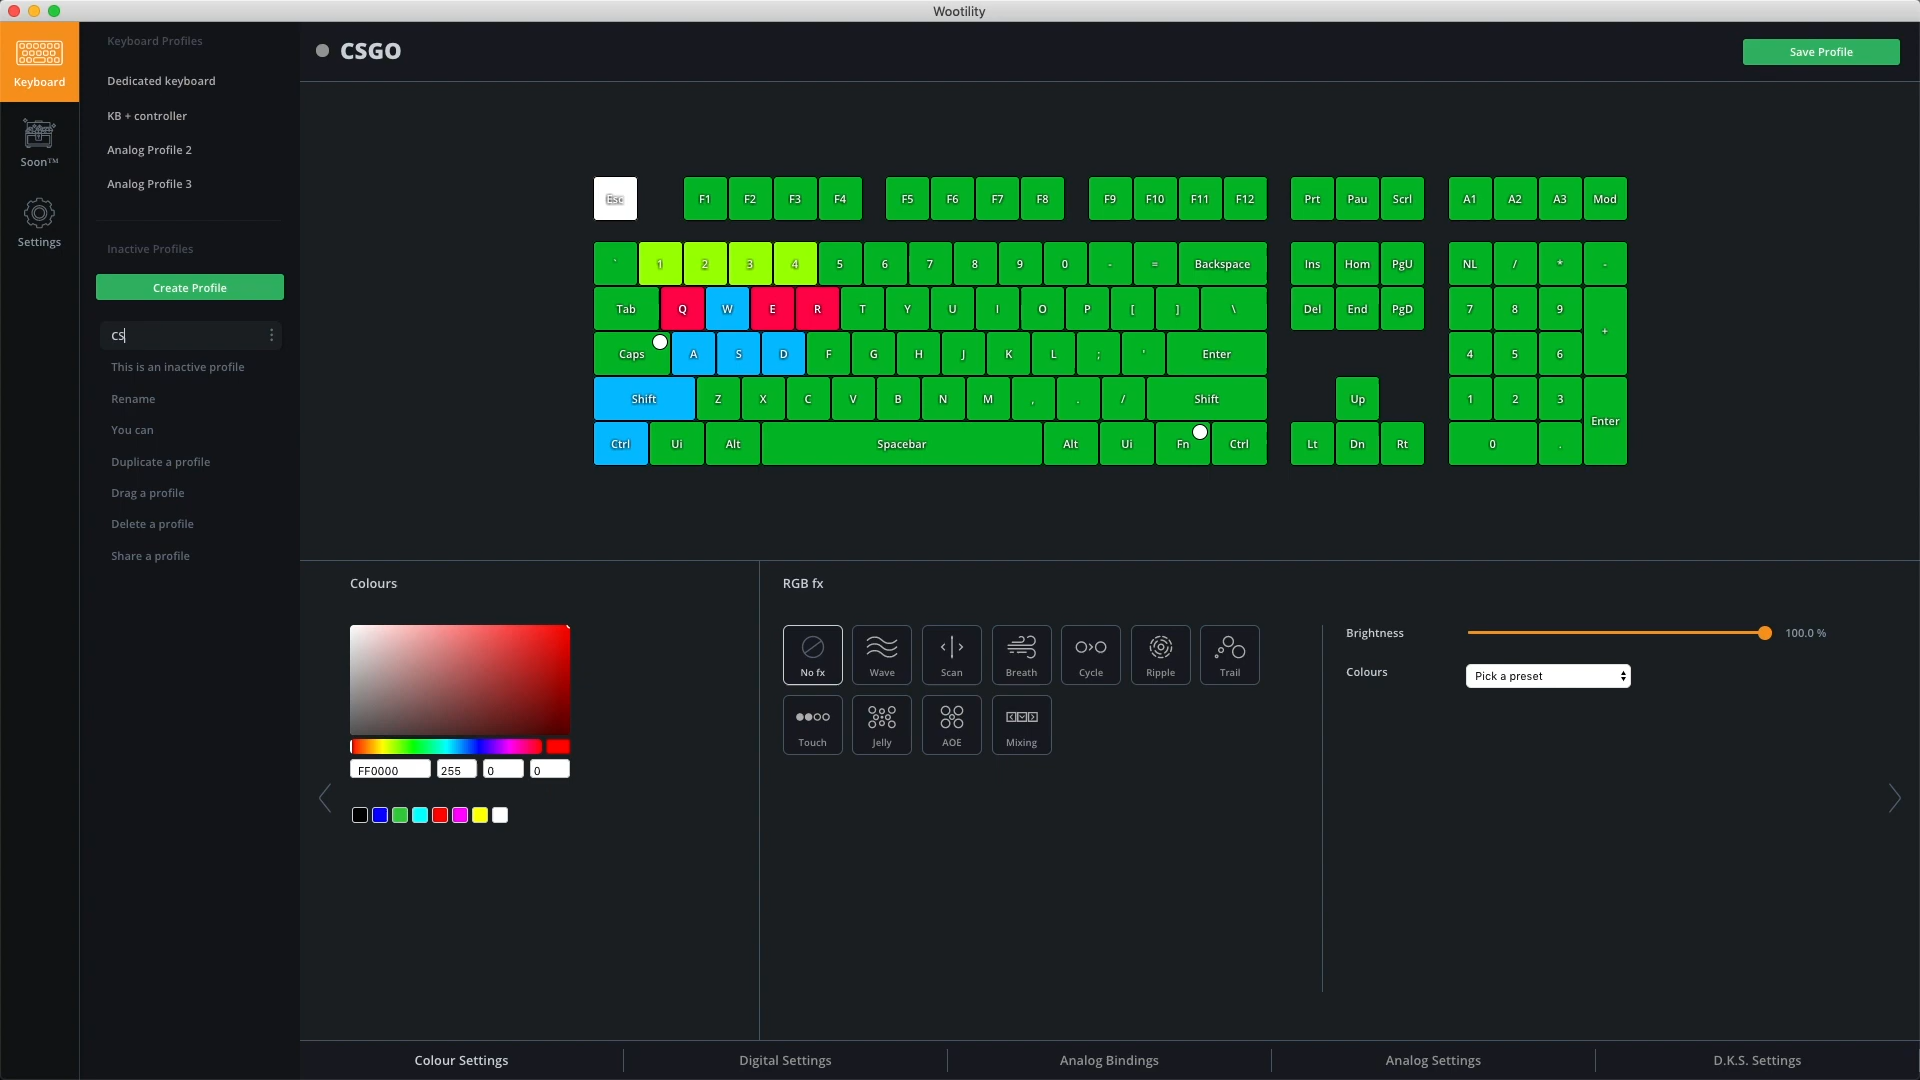 Wootility
Keyboard
Soon™
Settings
Keyboard Profiles
Dedicated keyboard
KB + controller
Analog Profile 2
Analog Profile 3
Inactive Profiles
Create Profile
cs
This is an inactive profile
Rename
You can
Duplicate a profile
Drag a profile
Delete a profile
Share a profile
CSGO
Save Profile
Esc F1 F2 F3 F4 F5 F6 F7 F8 F9 F10 F11 F12 Prt Pau Scrl A1 A2 A3 Mod
` 1 2 3 4 5 6 7 8 9 0 - = Backspace Ins Hom PgU NL / * -
Tab Q W E R T Y U I O P [ ] \ Del End PgD 7 8 9 +
Caps A S D F G H J K L ; ' Enter 4 5 6
Shift Z X C V B N M , . / Shift Up 1 2 3 Enter
Ctrl Ui Alt Spacebar Alt Ui Fn Ctrl Lt Dn Rt 0 .
Colours
FF0000 255 0 0
RGB fx
No fx Wave Scan Breath Cycle Ripple Trail
Touch Jelly AOE Mixing
Brightness 100.0 %
Colours Pick a preset
Colour Settings Digital Settings Analog Bindings Analog Settings D.K.S. Settings